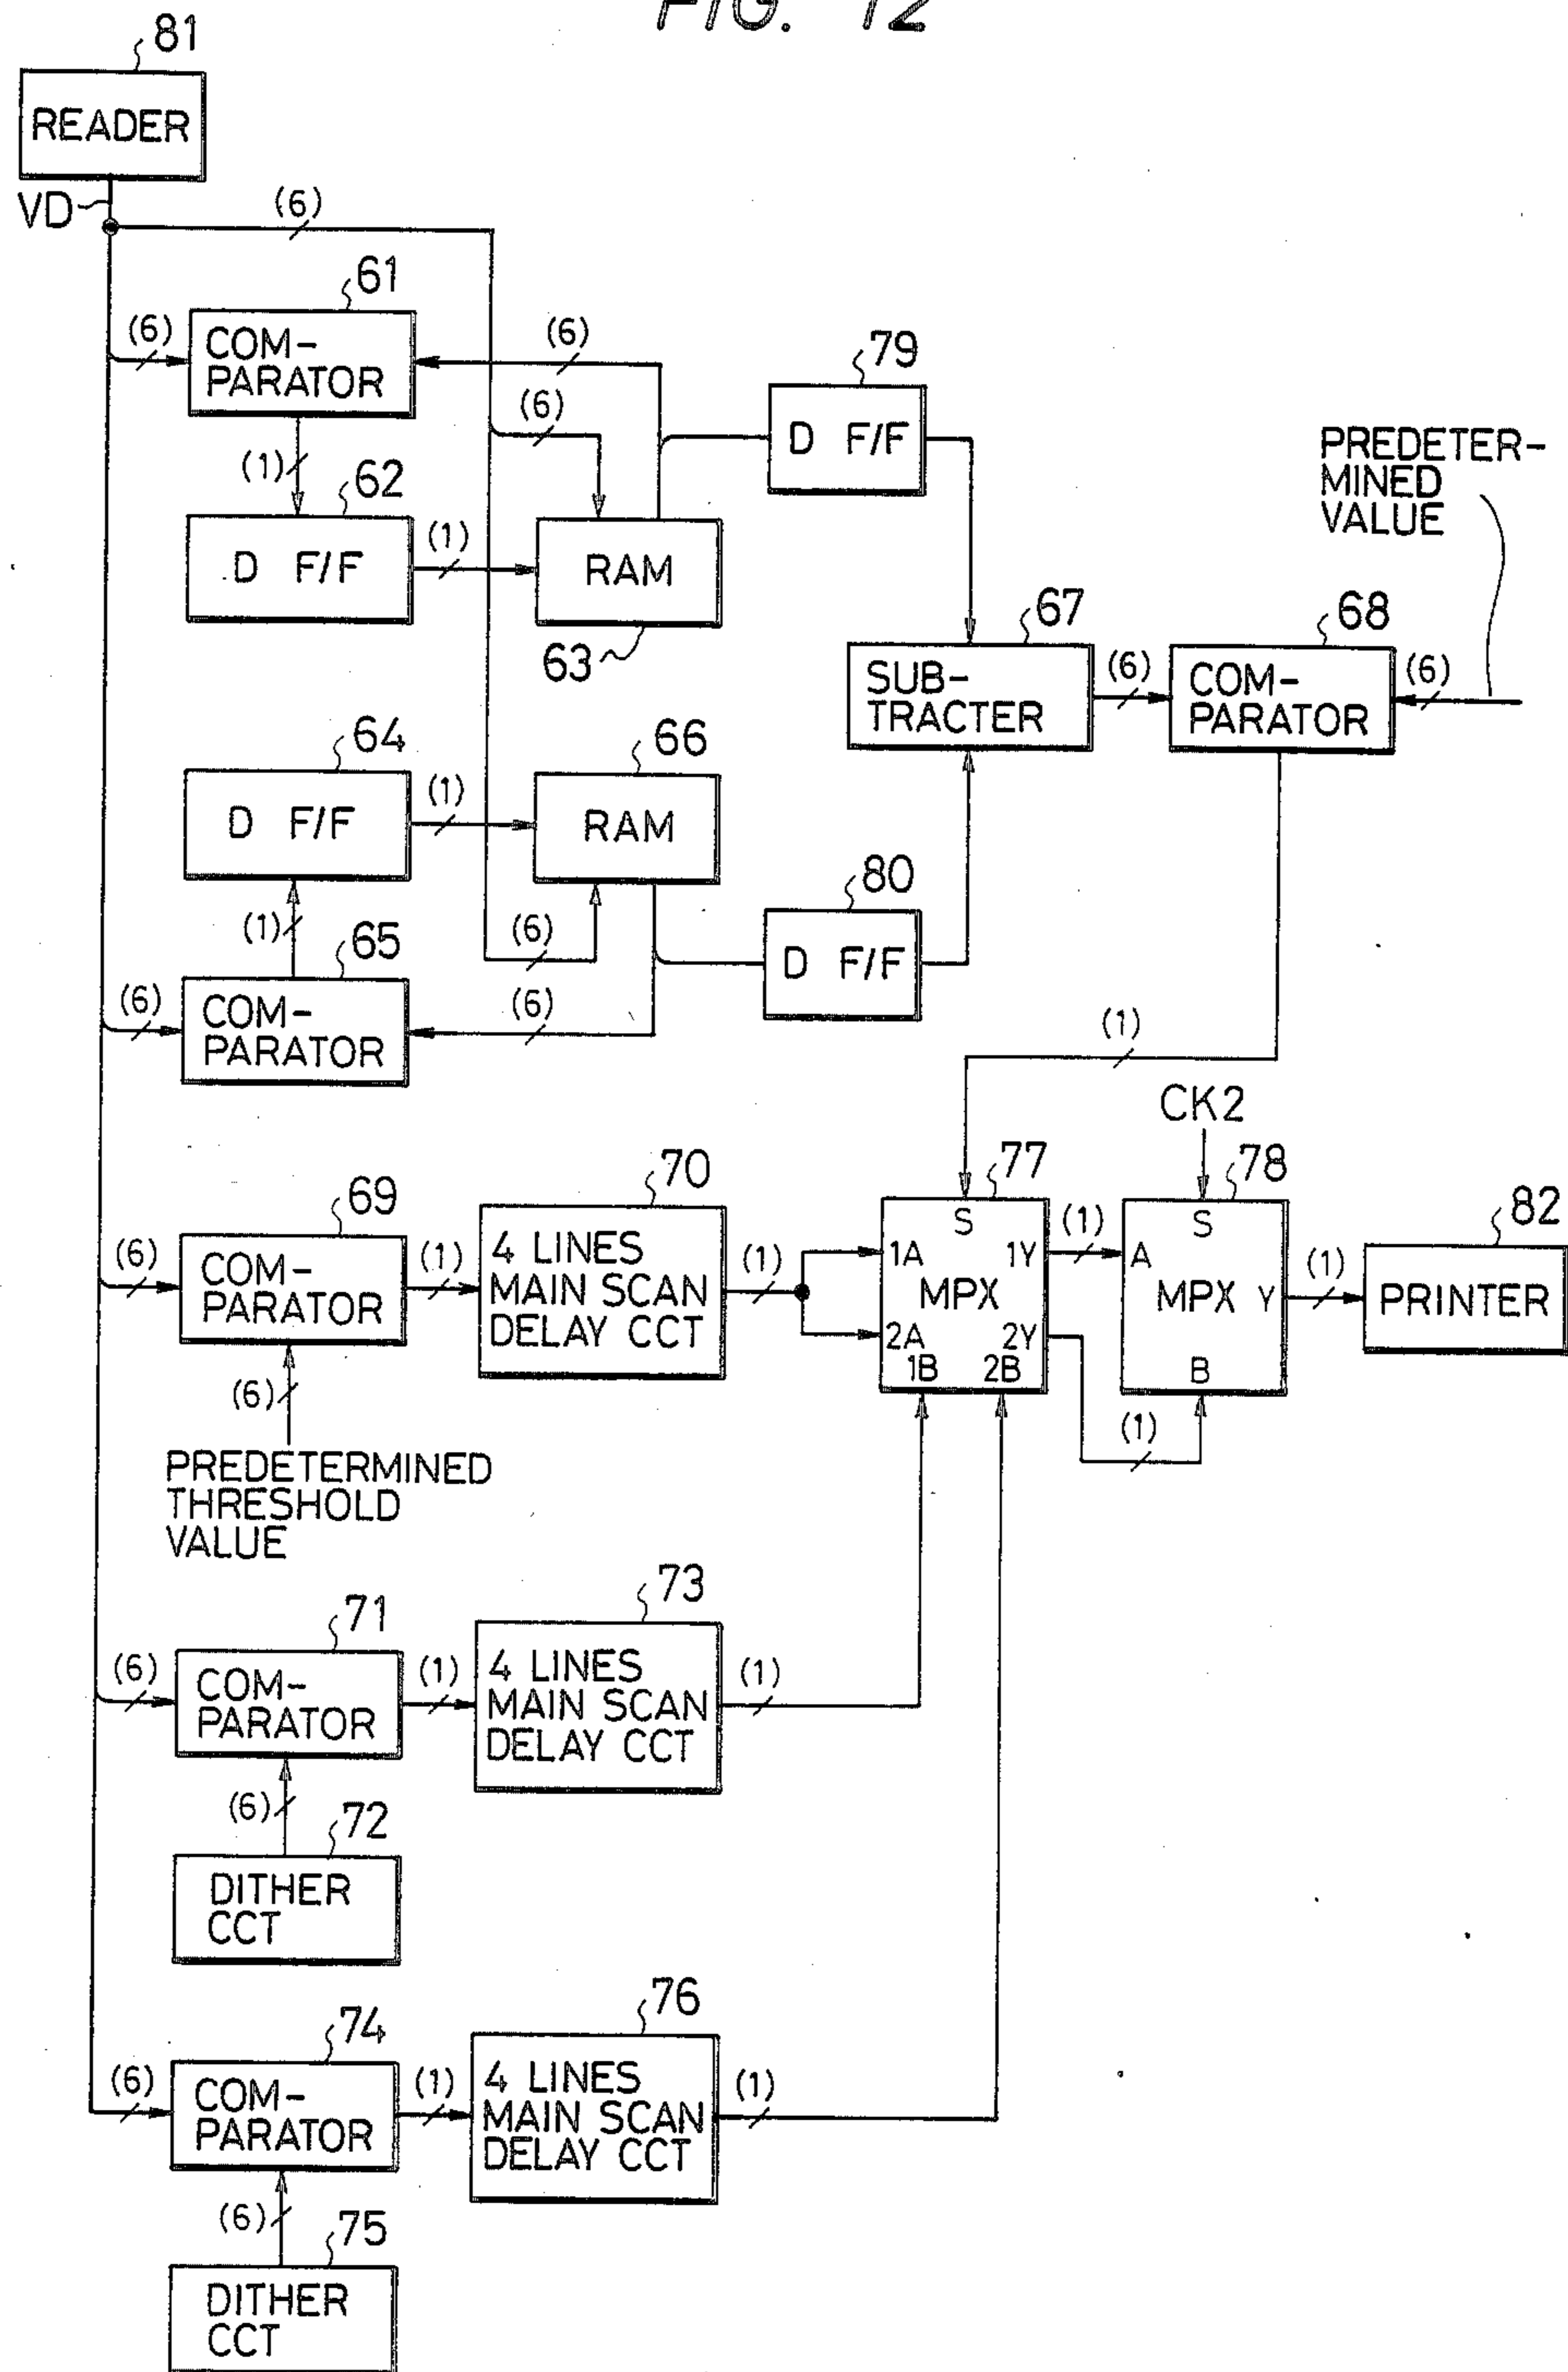 FIG. 12
81
READER
VD
(6)
61
(6)
COM-
PARATOR
(6)
79
D F/F
(6)
PREDETER-
MINED
VALUE
(1)
62
D F/F
(1)
RAM
63
67
SUB-
TRACTER
(6)
68
COM-
PARATOR
(6)
64
D F/F
(1)
66
RAM
80
D F/F
(1)
65
(6)
(6)
COM-
PARATOR
(6)
(1)
CK2
69
70
77
78
82
(6)
COM-
PARATOR
(1)
4 LINES
MAIN SCAN
DELAY CCT
(1)
S
1A 1Y
MPX
2A 2Y
1B 2B
(1)
S
A
MPX Y
B
(1)
PRINTER
(6)
(1)
PREDETERMINED
THRESHOLD
VALUE
71
73
(6)
COM-
PARATOR
(1)
4 LINES
MAIN SCAN
DELAY CCT
(1)
(6)
72
DITHER
CCT
74
76
(6)
COM-
PARATOR
(1)
4 LINES
MAIN SCAN
DELAY CCT
(1)
(6)
75
DITHER
CCT